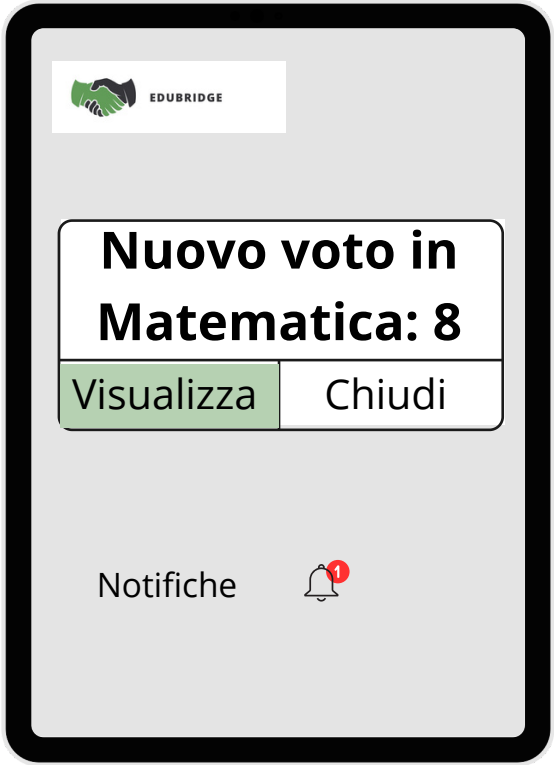 EDUBRIDGE
Nuovo voto in
Matematica: 8
Visualizza
Chiudi
Notifiche
1